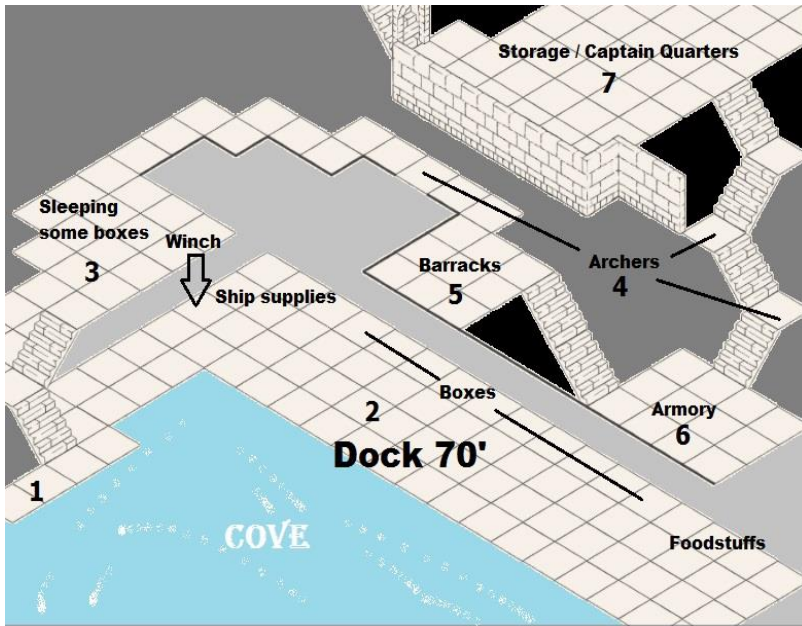 Storage / Captain Quarters
7
Sleeping
some boxes
3
Winch
Ship supplies
Barracks
5
Archers
4
Boxes
2
Dock 70'
Armory
6
1
COVE
Foodstuffs